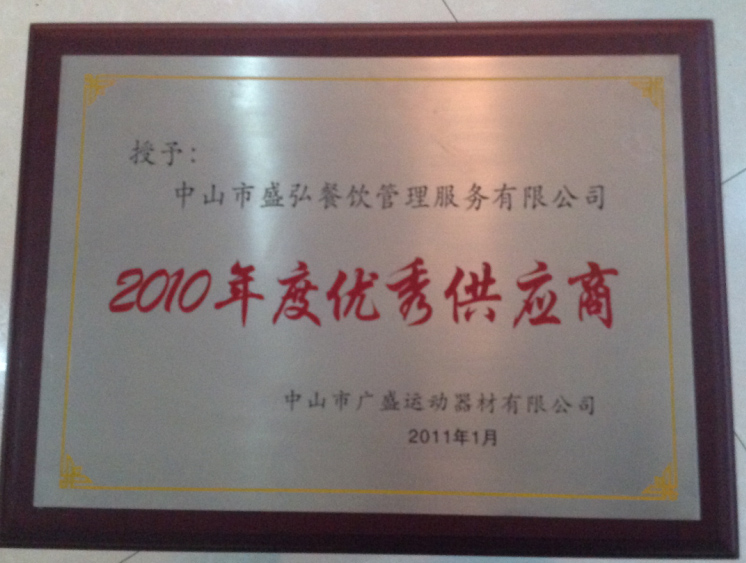 授予：
中山市盛弘餐饮管理服务有限公司
2010年度优秀供应商
中山市广盛运动器材有限公司
2011年1月